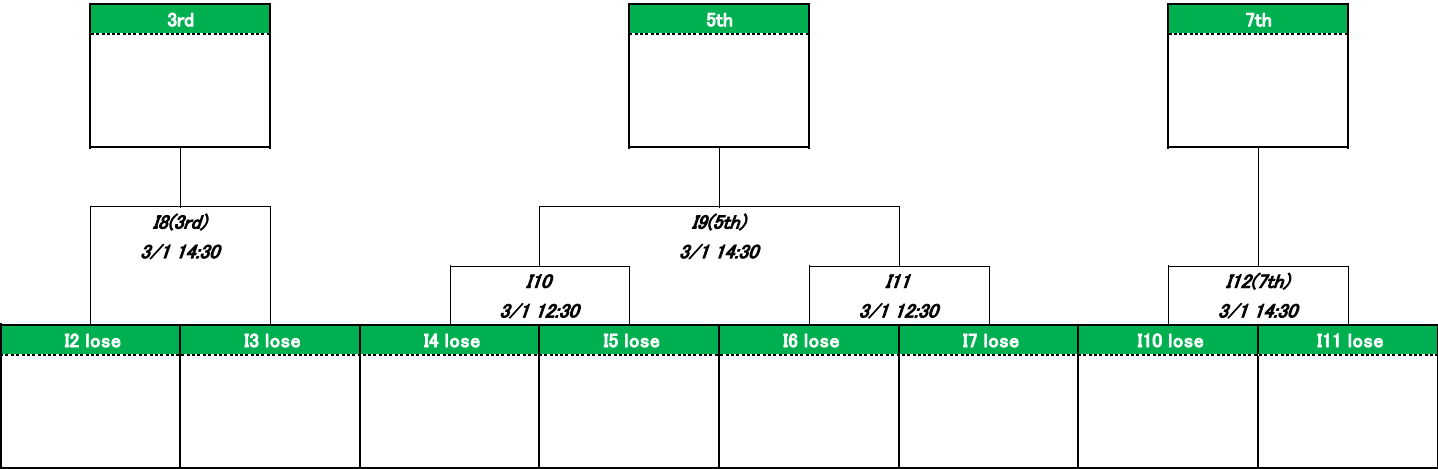 3rd
5th
7th
I8(3rd)
3/1 14:30
I9(5th)
3/1 14:30
I10
3/1 12:30
I11
3/1 12:30
I12(7th)
3/1 14:30
I2 lose
I3 lose
I4 lose
I5 lose
I6 lose
I7 lose
I10 lose
I11 lose